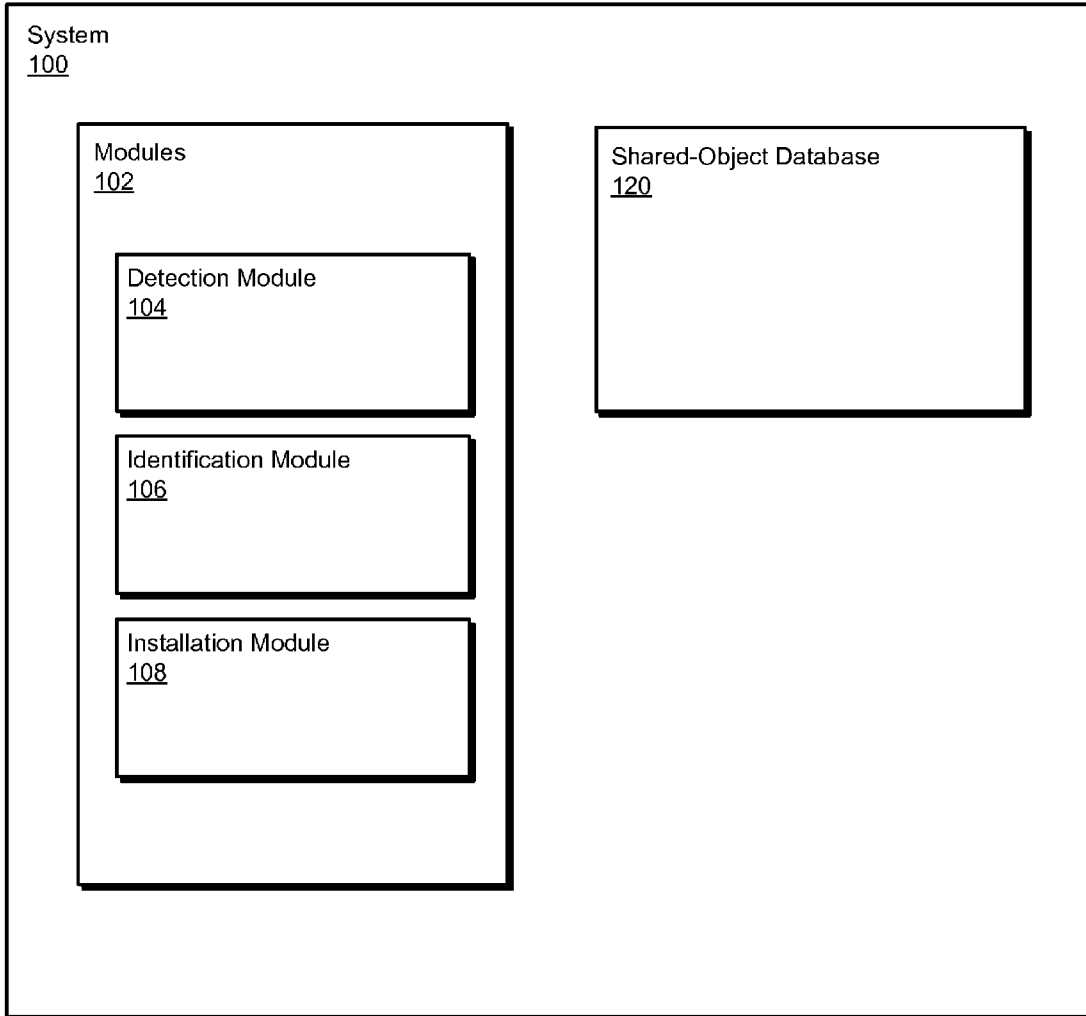 System
100
Modules
102
Shared-Object Database
120
Detection Module
104
Identification Module
106
Installation Module
108